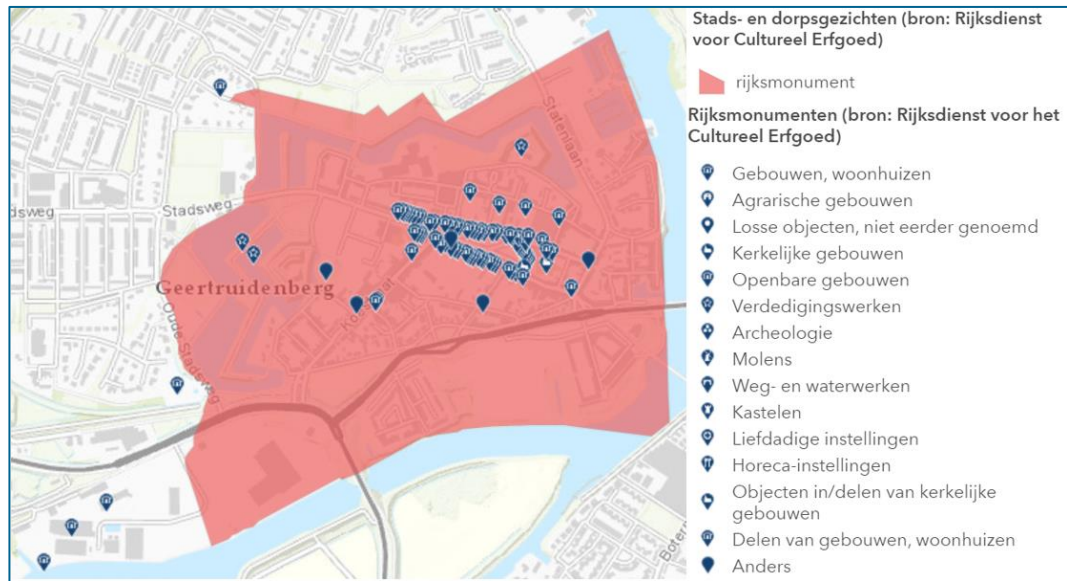 Stads- en dorpsgezichten (bron: Rijksdienst
voor Cultureel Erfgoed)
rijksmonument
Rijksmonumenten (bron: Rijksdienst voor het
Cultureel Erfgoed)
Gebouwen, woonhuizen
Agrarische gebouwen
Losse objecten, niet eerder genoemd
Kerkelijke gebouwen
Openbare gebouwen
Verdedigingswerken
Archeologie
Molens
Weg- en waterwerken
Kastelen
Liefdadige instellingen
Horeca-instellingen
Objecten in/delen van kerkelijke
gebouwen
Delen van gebouwen, woonhuizen
Anders
Statenlaan
dsweg
Stadsweg
Geertruidenberg
Oude Stadsweg